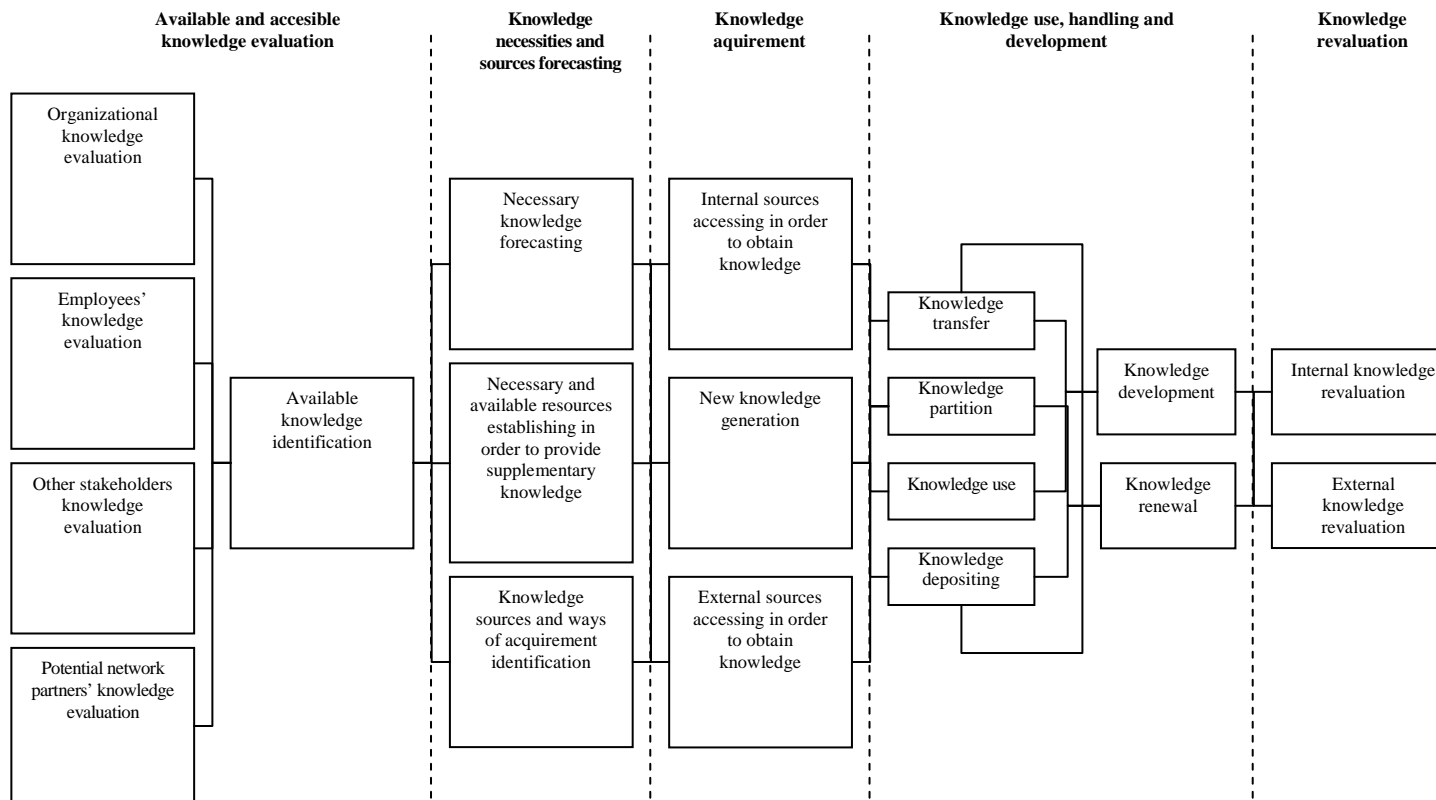 Available and accesible
knowledge evaluation
Knowledge
necessities and
sources forecasting
Knowledge
aquirement
Knowledge use, handling and
development
Knowledge
revaluation
Organizational
knowledge
evaluation
Employees’
knowledge
evaluation
Other stakeholders
knowledge
evaluation
Potential network
partners’ knowledge
evaluation
Available
knowledge
identification
Necessary
knowledge
forecasting
Necessary and
available resources
establishing in
order to provide
supplementary
knowledge
Knowledge
sources and ways
of acquirement
identification
Internal sources
accessing in order
to obtain
knowledge
New knowledge
generation
External sources
accessing in order
to obtain
knowledge
Knowledge
transfer
Knowledge
partition
Knowledge use
Knowledge
depositing
Knowledge
development
Knowledge
renewal
Internal knowledge
revaluation
External
knowledge
revaluation